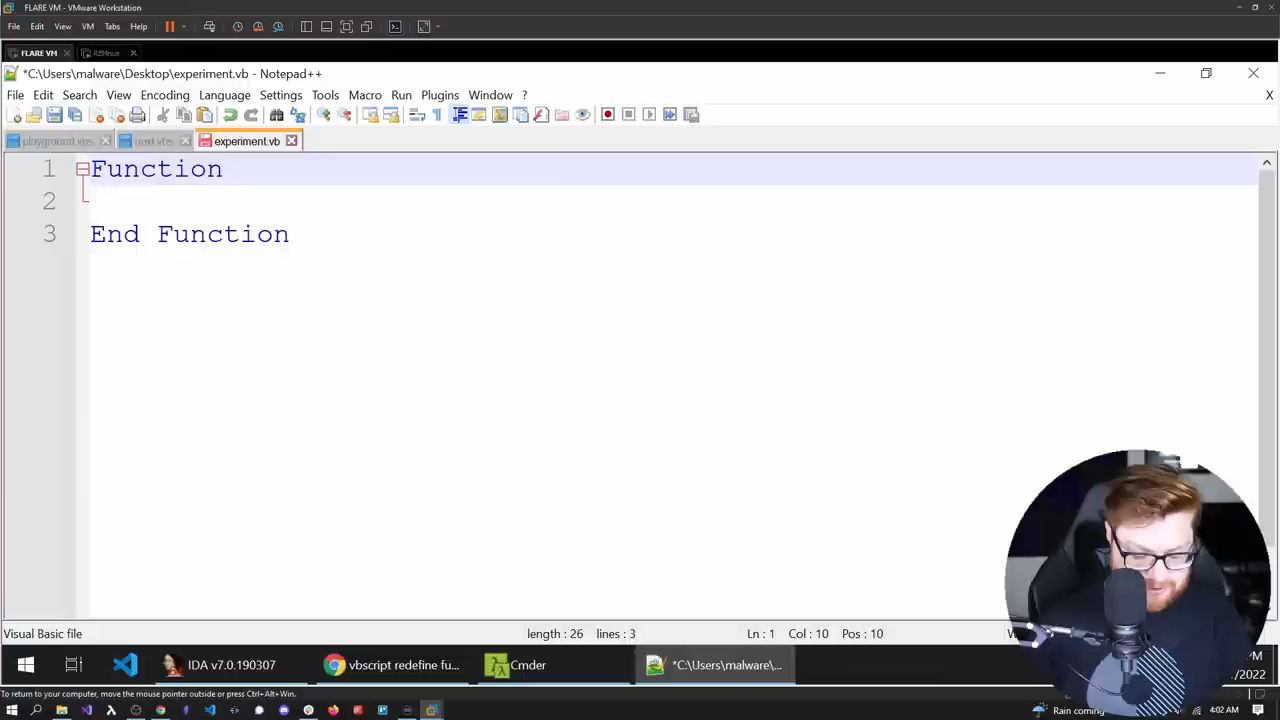 FLARE VM - VMware Workstation
File Edit View VM Tabs Help
FLARE VM REMnux
*C:\Users\malware\Desktop\experiment.vb - Notepad++
File Edit Search View Encoding Language Settings Tools Macro Run Plugins Window ? X
playground.vbs experiment.vb
1 Function
2
3 End Function
Visual Basic file length : 26 lines : 3 Ln : 1 Col : 10 Pos : 10
IDA v7.0.190307 vbscript redefine fu... Cmder *C:\Users\malware\...
/2022
To return to your computer, move the mouse pointer outside or press Ctrl+Alt+Win.
Rain coming 4:02 AM